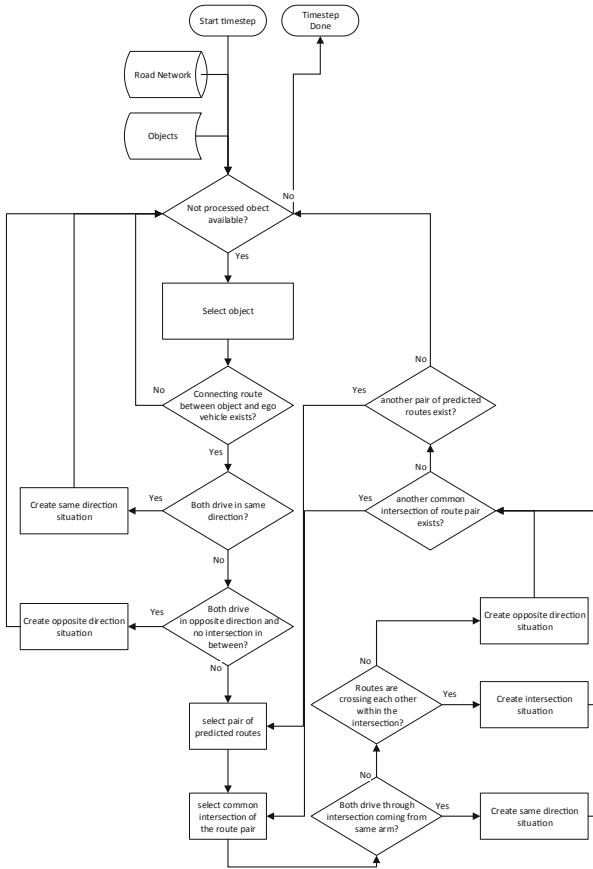 Start timestep
Timestep
Done
Road Network
Objects
No
Not processed obect
available?
Yes
Select object
No
Connecting route
between object and ego
vehicle exists?
Yes
No
Yes
another pair of predicted
routes exist?
No
Create same direction
situation
Yes
Both drive in same
direction?
Yes
another common
intersection of route pair
exists?
No
Create opposite direction
situation
Yes
Both drive
in opposite direction and
no intersection in
between?
No
Create opposite direction
situation
No
Routes are
crossing each other
within the
intersection?
Yes
Create intersection
situation
select pair of
predicted routes
No
select common
intersection of
the route pair
Both drive through
intersection coming from
same arm?
Yes
Create same direction
situation